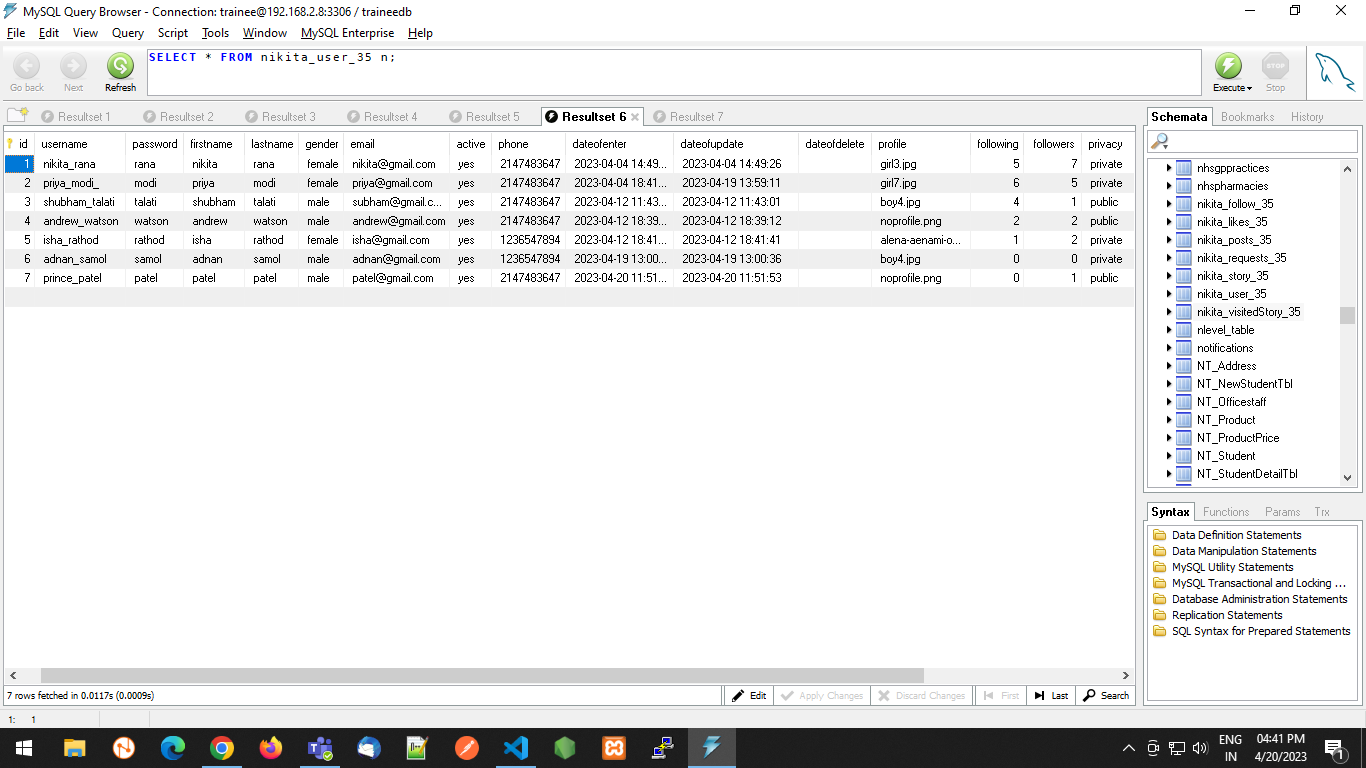 MySQL Query Browser - Connection: trainee@192.168.2.8:3306 / traineedb
File Edit View Query Script Tools Window MySQL Enterprise Help
Go back Next Refresh SELECT * FROM nikita_user_35 n; Execute Stop
Resultset 1 Resultset 2 Resultset 3 Resultset 4 Resultset 5 Resultset 6 Resultset 7
id username password firstname lastname gender email active phone dateofenter dateofupdate dateofdelete profile following followers privacy
1 nikita_rana rana nikita rana female nikita@gmail.com yes 2147483647 2023-04-04 14:49... 2023-04-04 14:49:26 girl3.jpg 5 7 private
2 priya_modi_ modi priya modi female priya@gmail.com yes 2147483647 2023-04-04 18:41... 2023-04-19 13:59:11 girl7.jpg 6 5 private
3 shubham_talati talati shubham talati male subham@gmail.c... yes 2147483647 2023-04-12 11:43... 2023-04-12 11:43:01 boy4.jpg 4 1 public
4 andrew_watson watson andrew watson male andrew@gmail.com yes 2147483647 2023-04-12 18:39... 2023-04-12 18:39:12 noprofile.png 2 2 public
5 isha_rathod rathod isha rathod female isha@gmail.com yes 1236547894 2023-04-12 18:41... 2023-04-12 18:41:41 alena-aenami-o... 1 2 private
6 adnan_samol samol adnan samol male adnan@gmail.com yes 1236547894 2023-04-19 13:00... 2023-04-19 13:00:36 boy4.jpg 0 0 private
7 prince_patel patel patel patel male patel@gmail.com yes 2147483647 2023-04-20 11:51... 2023-04-20 11:51:53 noprofile.png 0 1 public
7 rows fetched in 0.0117s (0.0009s) Edit Apply Changes Discard Changes First Last Search
1: 1
Schemata Bookmarks History
nhsgppractices
nhspharmacies
nikita_follow_35
nikita_likes_35
nikita_posts_35
nikita_requests_35
nikita_story_35
nikita_user_35
nikita_visitedStory_35
nlevel_table
notifications
NT_Address
NT_NewStudentTbl
NT_Officestaff
NT_Product
NT_ProductPrice
NT_Student
NT_StudentDetailTbl
Syntax Functions Params Trx
Data Definition Statements
Data Manipulation Statements
MySQL Utility Statements
MySQL Transactional and Locking ...
Database Administration Statements
Replication Statements
SQL Syntax for Prepared Statements
ENG 04:41 PM
IN 4/20/2023 1